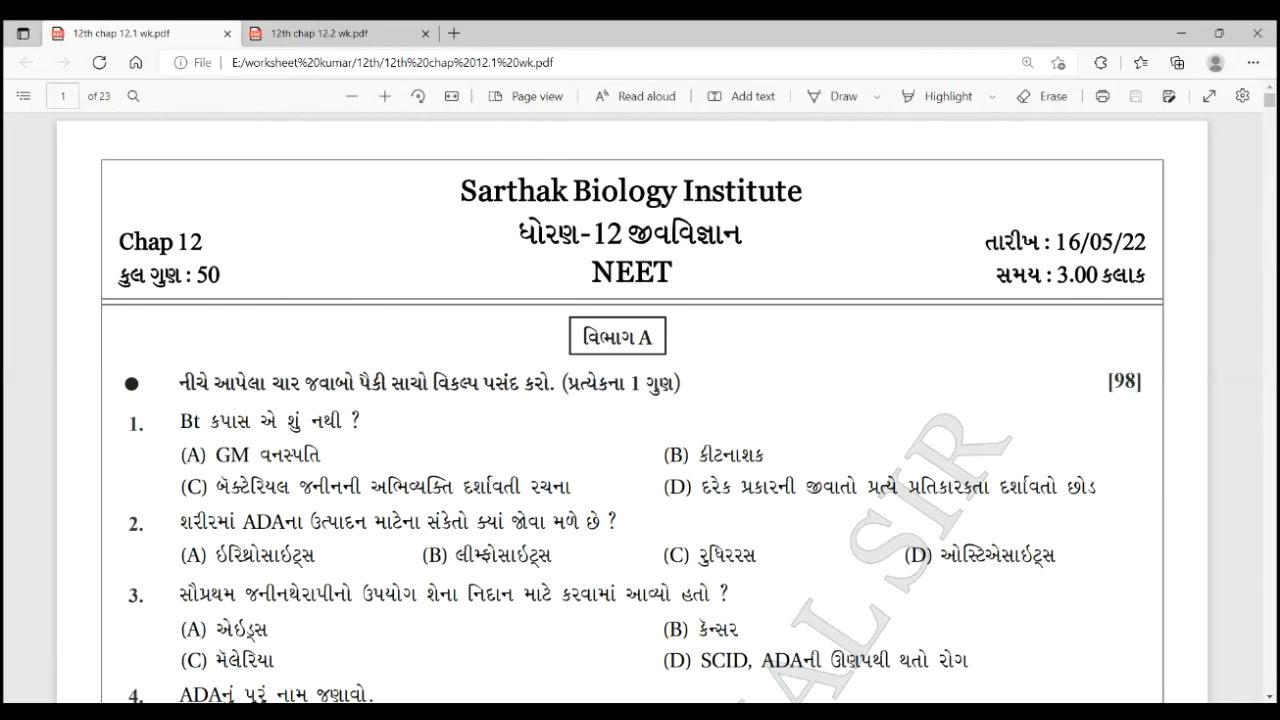 12th chap 12.1 wk.pdf
12th chap 12.2 wk.pdf
File | E:/worksheet%20kumar/12th/12th%20chap%2012.1%20wk.pdf
1 of 23 Page view Read aloud Add text Draw Highlight Erase
Sarthak Biology Institute
ધોરણ-12 જીવવિજ્ઞાન
Chap 12 તારીખ : 16/05/22
NEET
કુલ ગુણ : 50 સમય : 3.00 કલાક
વિભાગ A
● નીચે આપેલા ચાર જવાબો પૈકી સાચો વિકલ્પ પસંદ કરો. (પ્રત્યેકના 1 ગુણ) [98]
1. Bt કપાસ એ શું નથી ?
(A) GM વનસ્પતિ (B) કીટનાશક
(C) બૅક્ટેરિયલ જનીનની અભિવ્યક્તિ દર્શાવતી રચના (D) દરેક પ્રકારની જીવાતો પ્રત્યે પ્રતિકારકતા દર્શાવતો છોડ
2. શરીરમાં ADAના ઉત્પાદન માટેના સંકેતો ક્યાં જોવા મળે છે ?
(A) ઇરિથ્રોસાઇટ્સ (B) લીમ્ફોસાઇટ્સ (C) રુધિરરસ (D) ઓસ્ટિએસાઇટ્સ
3. સૌપ્રથમ જનીનથેરાપીનો ઉપયોગ શેના નિદાન માટે કરવામાં આવ્યો હતો ?
(A) એઇડ્સ (B) કૅન્સર
(C) મૅલેરિયા (D) SCID, ADAની ઊણપથી થતો રોગ
4. ADAનું પૂરું નામ જણાવો.
AL SIR